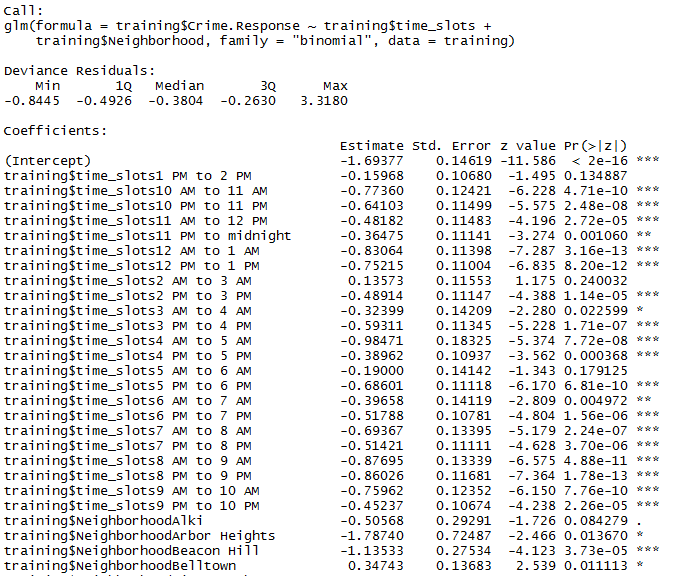 Call:
glm(formula = training$Crime.Response ~ training$time_slots +
    training$Neighborhood, family = "binomial", data = training)
Deviance Residuals:
    Min       1Q   Median       3Q      Max
-0.8445  -0.4926  -0.3804  -0.2630   3.3180
Coefficients:
Estimate Std. Error z value Pr(>|z|)
(Intercept) -1.69377 0.14619 -11.586 < 2e-16 ***
training$time_slots1 PM to 2 PM -0.15968 0.10680 -1.495 0.134887
training$time_slots10 AM to 11 AM -0.77360 0.12421 -6.228 4.71e-10 ***
training$time_slots10 PM to 11 PM -0.64103 0.11499 -5.575 2.48e-08 ***
training$time_slots11 AM to 12 PM -0.48182 0.11483 -4.196 2.72e-05 ***
training$time_slots11 PM to midnight -0.36475 0.11141 -3.274 0.001060 **
training$time_slots12 AM to 1 AM -0.83064 0.11398 -7.287 3.16e-13 ***
training$time_slots12 PM to 1 PM -0.75215 0.11004 -6.835 8.20e-12 ***
training$time_slots2 AM to 3 AM 0.13573 0.11553 1.175 0.240032
training$time_slots2 PM to 3 PM -0.48914 0.11147 -4.388 1.14e-05 ***
training$time_slots3 AM to 4 AM -0.32399 0.14209 -2.280 0.022599 *
training$time_slots3 PM to 4 PM -0.59311 0.11345 -5.228 1.71e-07 ***
training$time_slots4 AM to 5 AM -0.98471 0.18325 -5.374 7.72e-08 ***
training$time_slots4 PM to 5 PM -0.38962 0.10937 -3.562 0.000368 ***
training$time_slots5 AM to 6 AM -0.19000 0.14142 -1.343 0.179125
training$time_slots5 PM to 6 PM -0.68601 0.11118 -6.170 6.81e-10 ***
training$time_slots6 AM to 7 AM -0.39658 0.14119 -2.809 0.004972 **
training$time_slots6 PM to 7 PM -0.51788 0.10781 -4.804 1.56e-06 ***
training$time_slots7 AM to 8 AM -0.69367 0.13395 -5.179 2.24e-07 ***
training$time_slots7 PM to 8 PM -0.51421 0.11111 -4.628 3.70e-06 ***
training$time_slots8 AM to 9 AM -0.87695 0.13339 -6.575 4.88e-11 ***
training$time_slots8 PM to 9 PM -0.86026 0.11681 -7.364 1.78e-13 ***
training$time_slots9 AM to 10 AM -0.75962 0.12352 -6.150 7.76e-10 ***
training$time_slots9 PM to 10 PM -0.45237 0.10674 -4.238 2.26e-05 ***
training$NeighborhoodAlki -0.50568 0.29291 -1.726 0.084279 .
training$NeighborhoodArbor Heights -1.78740 0.72487 -2.466 0.013670 *
training$NeighborhoodBeacon Hill -1.13533 0.27534 -4.123 3.73e-05 ***
training$NeighborhoodBelltown 0.34743 0.13683 2.539 0.011113 *